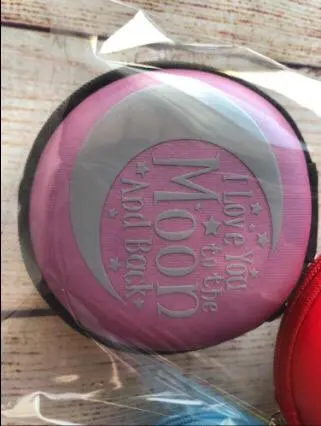 I Love You
to the
Moon
And Back